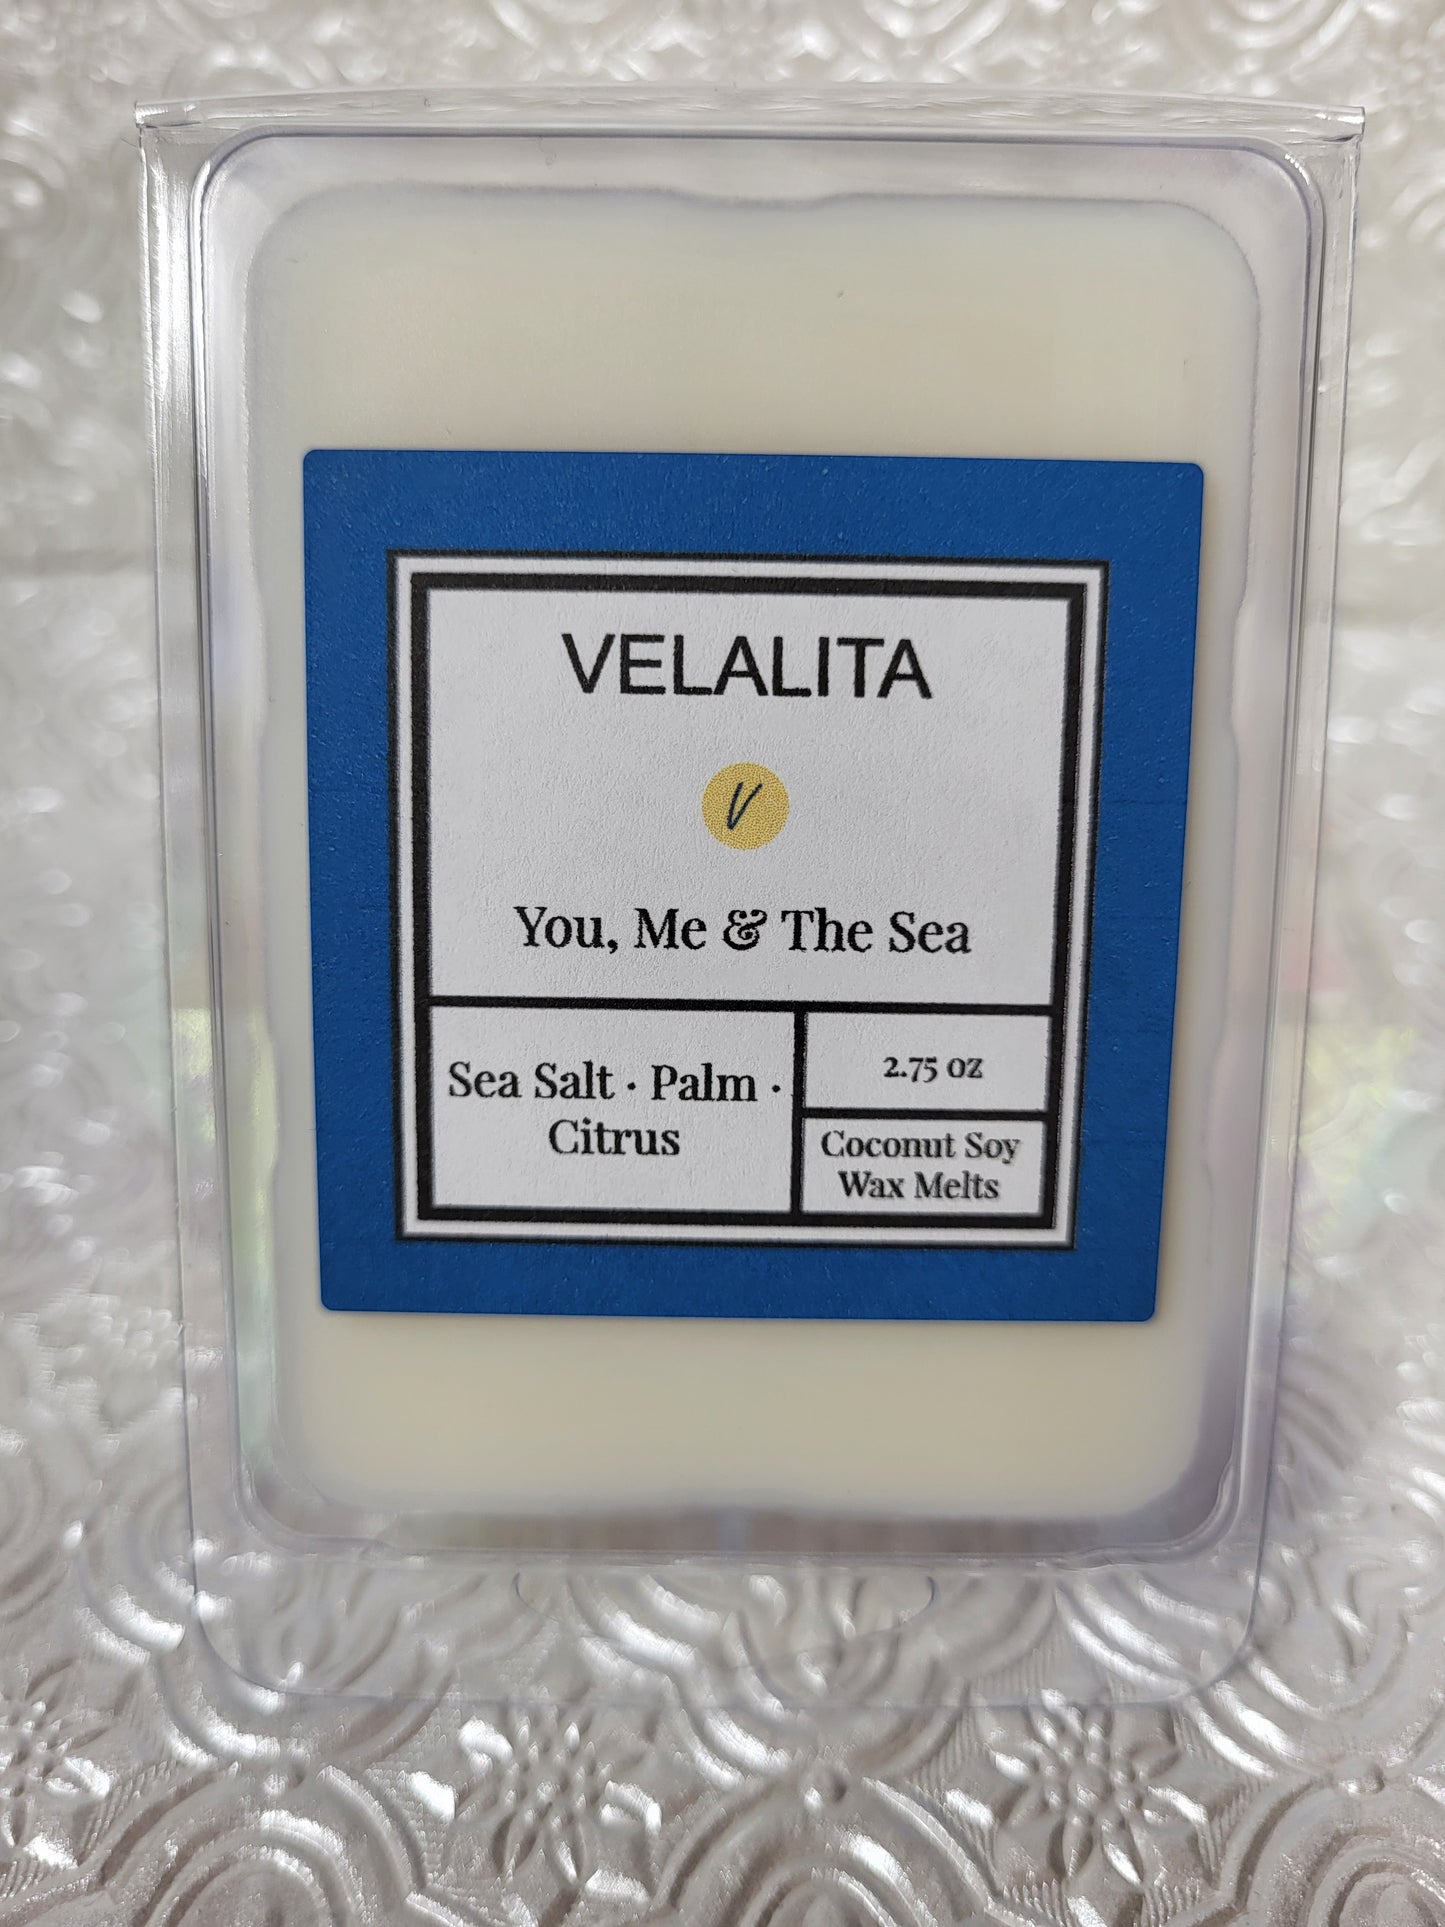 VELALITA
V
You, Me & The Sea
Sea Salt · Palm ·
Citrus
2.75 oz
Coconut Soy
Wax Melts